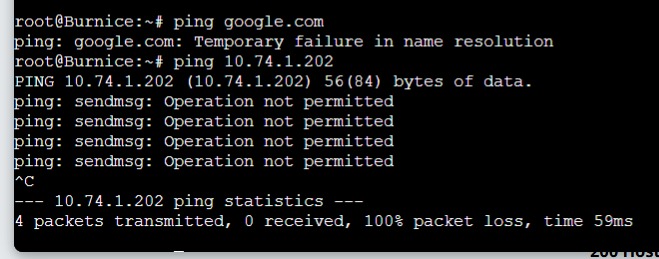 root@Burnice:~# ping google.com
ping: google.com: Temporary failure in name resolution
root@Burnice:~# ping 10.74.1.202
PING 10.74.1.202 (10.74.1.202) 56(84) bytes of data.
ping: sendmsg: Operation not permitted
ping: sendmsg: Operation not permitted
ping: sendmsg: Operation not permitted
ping: sendmsg: Operation not permitted
^C
--- 10.74.1.202 ping statistics ---
4 packets transmitted, 0 received, 100% packet loss, time 59ms